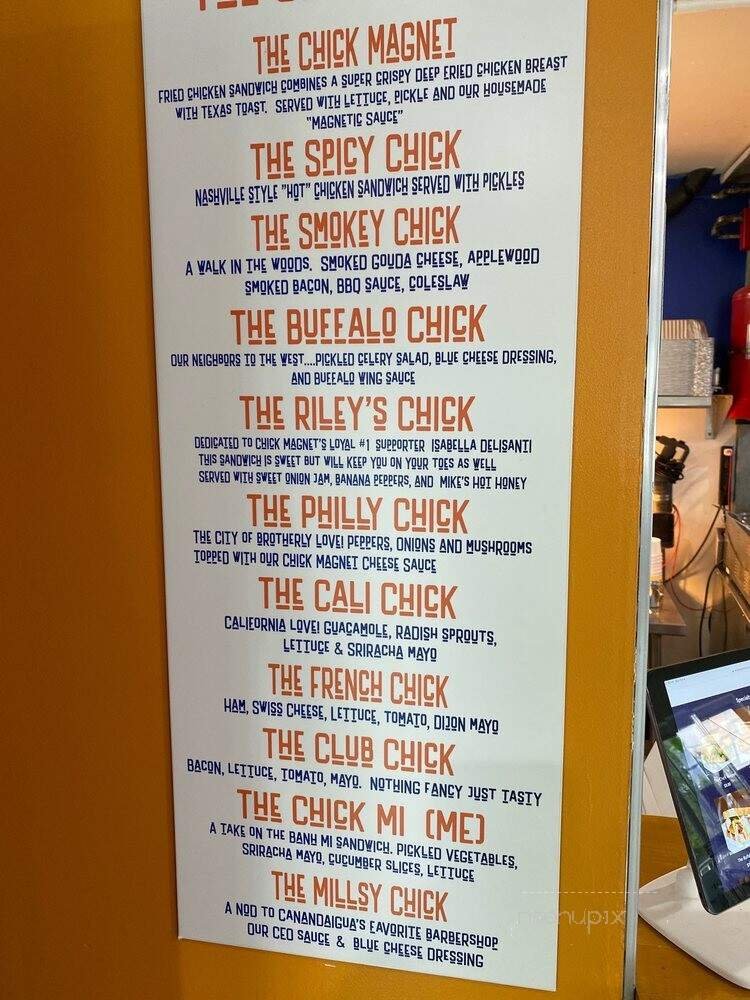 THE CHICK MAGNET
FRIED CHICKEN SANDWICH COMBINES A SUPER CRISPY DEEP FRIED CHICKEN BREAST
WITH TEXAS TOAST. SERVED WITH LETTUCE, PICKLE AND OUR HOUSEMADE
"MAGNETIC SAUCE"
THE SPICY CHICK
NASHVILLE STYLE "HOT" CHICKEN SANDWICH SERVED WITH PICKLES
THE SMOKEY CHICK
A WALK IN THE WOODS. SMOKED GOUDA CHEESE, APPLEWOOD
SMOKED BACON, BBQ SAUCE, COLESLAW
THE BUFFALO CHICK
OUR NEIGHBORS TO THE WEST....PICKLED CELERY SALAD, BLUE CHEESE DRESSING,
AND BUFFALO WING SAUCE
THE RILEY'S CHICK
DEDICATED TO CHICK MAGNET'S LOYAL #1 SUPPORTER ISABELLA DELISANTI
THIS SANDWICH IS SWEET BUT WILL KEEP YOU ON YOUR TOES AS WELL
SERVED WITH SWEET ONION JAM, BANANA PEPPERS, AND MIKE'S HOT HONEY
THE PHILLY CHICK
THE CITY OF BROTHERLY LOVE! PEPPERS, ONIONS AND MUSHROOMS
TOPPED WITH OUR CHICK MAGNET CHEESE SAUCE
THE CALI CHICK
CALIFORNIA LOVE! GUACAMOLE, RADISH SPROUTS,
LETTUCE & SRIRACHA MAYO
THE FRENCH CHICK
HAM, SWISS CHEESE, LETTUCE, TOMATO, DIJON MAYO
THE CLUB CHICK
BACON, LETTUCE, TOMATO, MAYO. NOTHING FANCY JUST TASTY
THE CHICK MI (ME)
A TAKE ON THE BANH MI SANDWICH. PICKLED VEGETABLES,
SRIRACHA MAYO, CUCUMBER SLICES, LETTUCE
THE MILLSY CHICK
A NOD TO CANANDAIGUA'S FAVORITE BARBERSHOP
OUR CEO SAUCE & BLUE CHEESE DRESSING
menupix